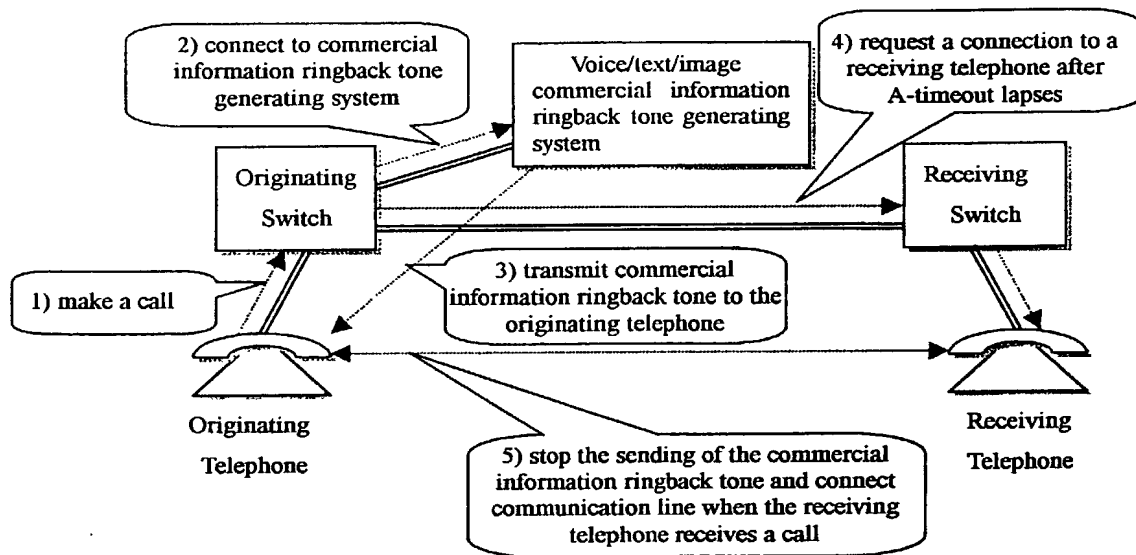 2) connect to commercial
information ringback tone
generating system
Voice/text/image
commercial information
ringback tone generating
system
4) request a connection to a
receiving telephone after
A-timeout lapses
Originating
Switch
Receiving
Switch
1) make a call
3) transmit commercial
information ringback tone to the
originating telephone
Originating
Telephone
Receiving
Telephone
5) stop the sending of the commercial
information ringback tone and connect
communication line when the receiving
telephone receives a call